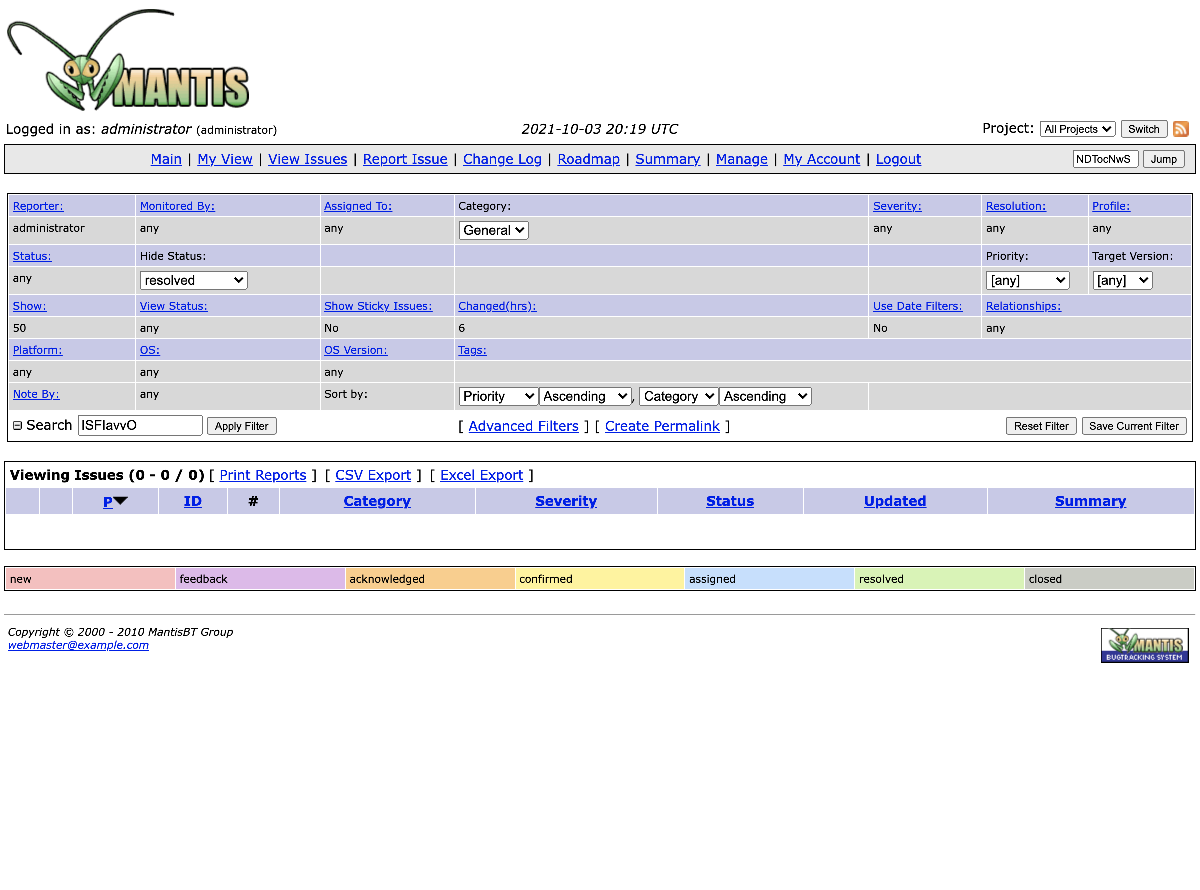 MANTIS
Logged in as: administrator (administrator) 2021-10-03 20:19 UTC Project: All Projects Switch
Main | My View | View Issues | Report Issue | Change Log | Roadmap | Summary | Manage | My Account | Logout NDTocNwS Jump
Reporter: Monitored By: Assigned To: Category: Severity: Resolution: Profile:
administrator any any General any any any
Status: Hide Status: Priority: Target Version:
any resolved [any] [any]
Show: View Status: Show Sticky Issues: Changed(hrs): Use Date Filters: Relationships:
50 any No 6 No any
Platform: OS: OS Version: Tags:
any any any
Note By: any Sort by: Priority Ascending , Category Ascending
Search ISFIavvO Apply Filter [ Advanced Filters ] [ Create Permalink ] Reset Filter Save Current Filter
Viewing Issues (0 - 0 / 0) [ Print Reports ] [ CSV Export ] [ Excel Export ]
P ID # Category Severity Status Updated Summary
new feedback acknowledged confirmed assigned resolved closed
Copyright © 2000 - 2010 MantisBT Group
webmaster@example.com
MANTIS
BUGTRACKING SYSTEM